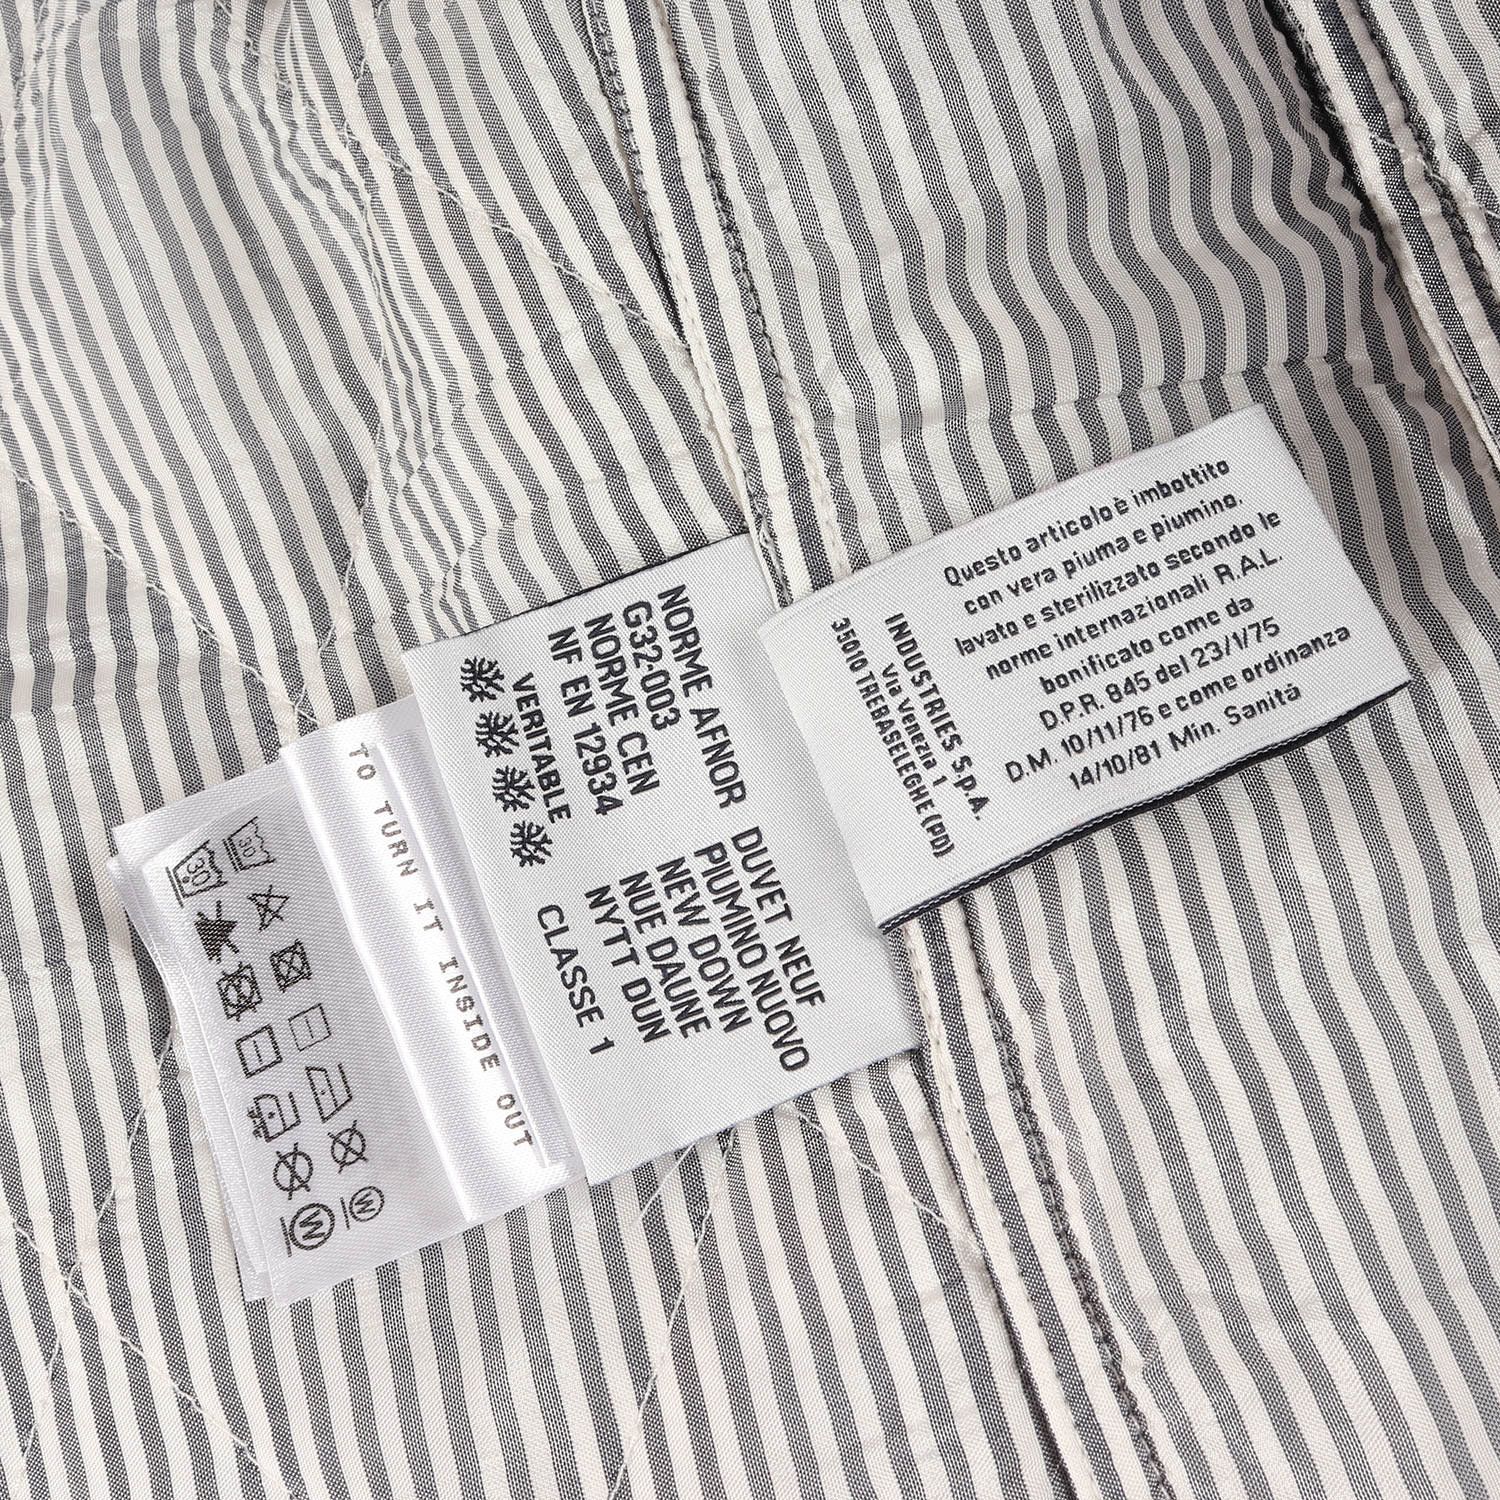 Questo articolo è imbottito
con vera piuma e piumino,
lavato e sterilizzato secondo le
norme internazionali R.A.L.
bonificato come da
D.P.R. 845 del 23/1/75
D.M. 10/11/76 e come ordinanza
14/10/81 Min. Sanità
INDUSTRIES S.p.A.
Via Venezia 1
35010 TREBASELEGHE (PD)
NORME AFNOR
G32-003
NORME CEN
NF EN 12934
VERITABLE
DUVET NEUF
PIUMINO NUOVO
NEW DOWN
NUE DAUNE
NYTT DUN
CLASSE 1
TO TURN IT INSIDE OUT
30
W
30
W